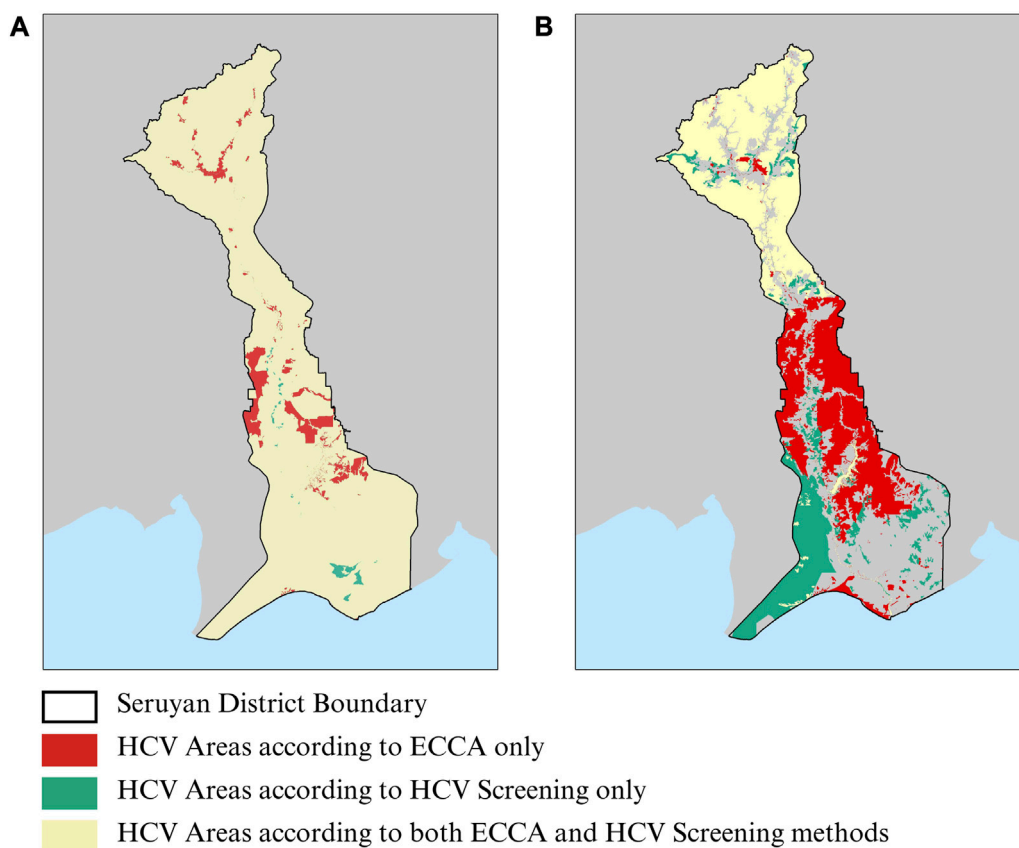 A
B
Seruyan District Boundary
HCV Areas according to ECCA only
HCV Areas according to HCV Screening only
HCV Areas according to both ECCA and HCV Screening methods